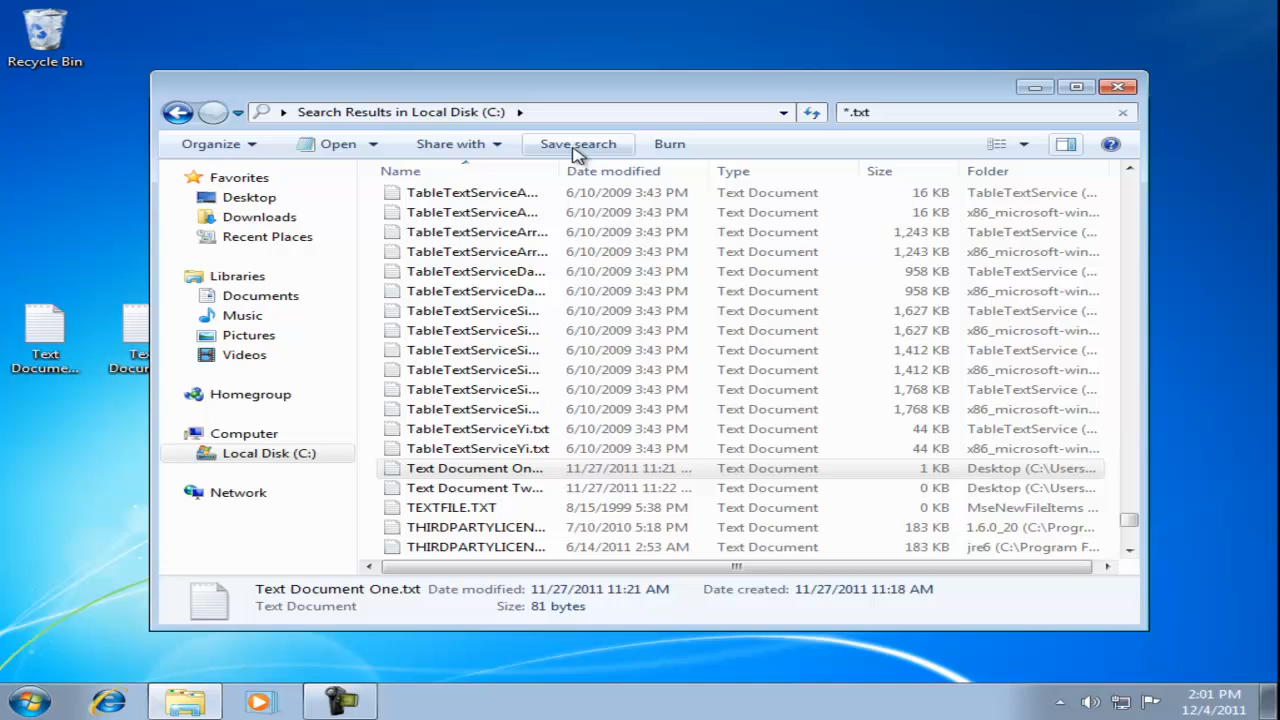 Recycle Bin
Text
Docume...
Search Results in Local Disk (C:)
*.txt
Organize
Open
Share with
Save search
Burn
Favorites
Desktop
Downloads
Recent Places
Libraries
Documents
Music
Pictures
Videos
Homegroup
Computer
Local Disk (C:)
Network
Name Date modified Type Size Folder
TableTextServiceA... 6/10/2009 3:43 PM Text Document 16 KB TableTextService (...
TableTextServiceA... 6/10/2009 3:43 PM Text Document 16 KB x86_microsoft-win...
TableTextServiceArr... 6/10/2009 3:43 PM Text Document 1,243 KB TableTextService (...
TableTextServiceArr... 6/10/2009 3:43 PM Text Document 1,243 KB x86_microsoft-win...
TableTextServiceDa... 6/10/2009 3:43 PM Text Document 958 KB TableTextService (...
TableTextServiceDa... 6/10/2009 3:43 PM Text Document 958 KB x86_microsoft-win...
TableTextServiceSi... 6/10/2009 3:43 PM Text Document 1,627 KB TableTextService (...
TableTextServiceSi... 6/10/2009 3:43 PM Text Document 1,627 KB x86_microsoft-win...
TableTextServiceSi... 6/10/2009 3:43 PM Text Document 1,412 KB TableTextService (...
TableTextServiceSi... 6/10/2009 3:43 PM Text Document 1,412 KB x86_microsoft-win...
TableTextServiceSi... 6/10/2009 3:43 PM Text Document 1,768 KB TableTextService (...
TableTextServiceSi... 6/10/2009 3:43 PM Text Document 1,768 KB x86_microsoft-win...
TableTextServiceYi.txt 6/10/2009 3:43 PM Text Document 44 KB TableTextService (...
TableTextServiceYi.txt 6/10/2009 3:43 PM Text Document 44 KB x86_microsoft-win...
Text Document On... 11/27/2011 11:21 ... Text Document 1 KB Desktop (C:\Users...
Text Document Tw... 11/27/2011 11:22 ... Text Document 0 KB Desktop (C:\Users...
TEXTFILE.TXT 8/15/1999 5:38 PM Text Document 0 KB MseNewFileItems ...
THIRDPARTYLICEN... 7/10/2010 5:18 PM Text Document 183 KB 1.6.0_20 (C:\Progr...
THIRDPARTYLICEN... 6/14/2011 2:53 AM Text Document 183 KB jre6 (C:\Program F...
Text Document One.txt Date modified: 11/27/2011 11:21 AM Date created: 11/27/2011 11:18 AM
Text Document Size: 81 bytes
2:01 PM
12/4/2011